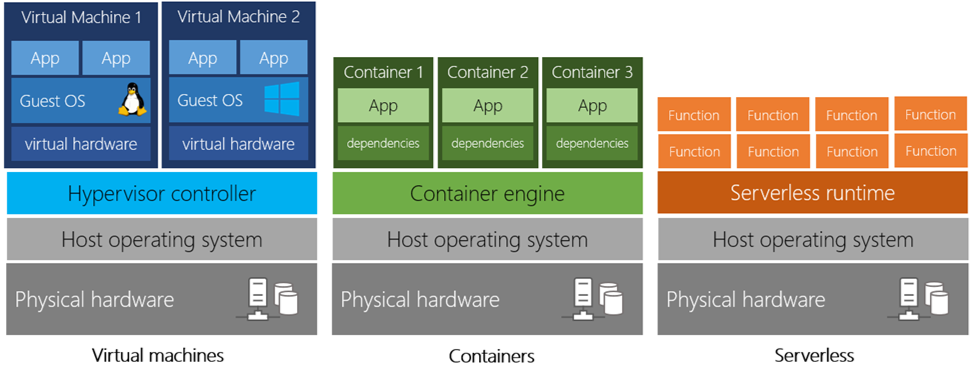 Virtual Machine 1
App App
Guest OS
virtual hardware
Virtual Machine 2
App App
Guest OS
virtual hardware
Hypervisor controller
Host operating system
Physical hardware
Virtual machines
Container 1
App
dependencies
Container 2
App
dependencies
Container 3
App
dependencies
Container engine
Host operating system
Physical hardware
Containers
Function Function Function Function
Function Function Function Function
Serverless runtime
Host operating system
Physical hardware
Serverless